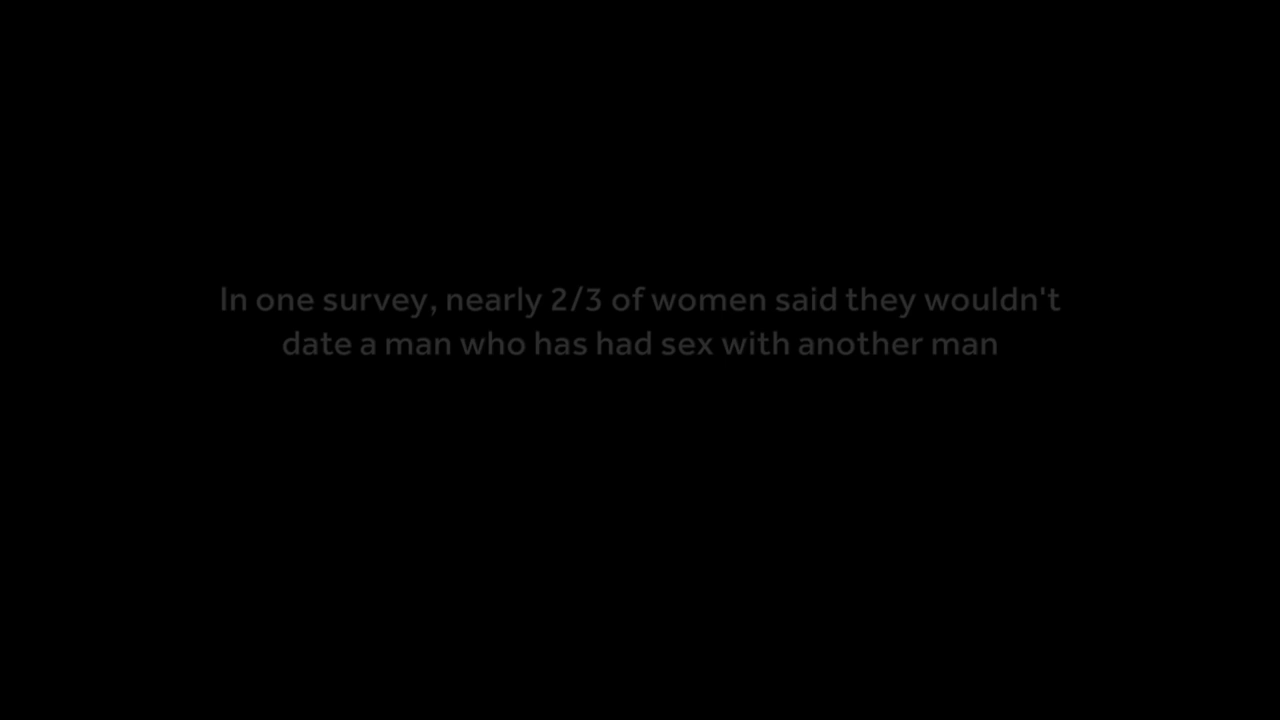 In one survey, nearly 2/3 of women said they wouldn't
date a man who has had sex with another man